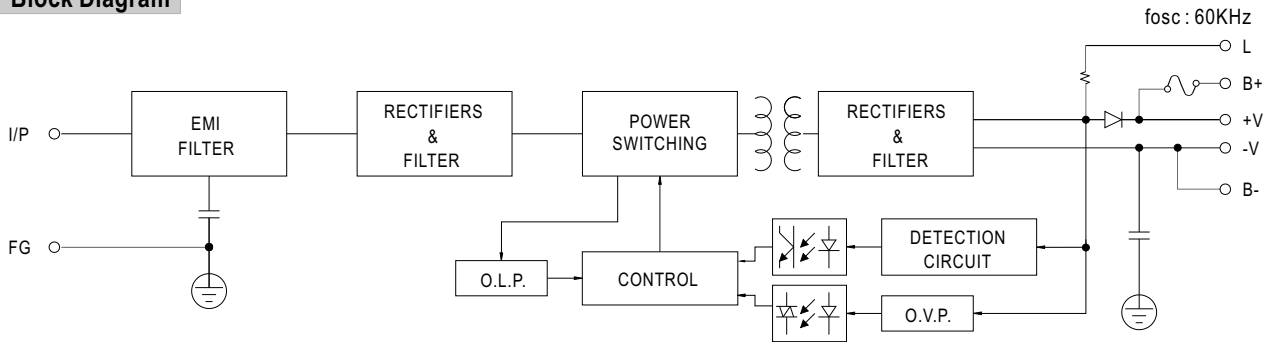 Block Diagram
fosc : 60KHz
L
B+
+V
-V
B-
I/P
EMI
FILTER
RECTIFIERS
&
FILTER
POWER
SWITCHING
RECTIFIERS
&
FILTER
FG
O.L.P.
CONTROL
DETECTION
CIRCUIT
O.V.P.